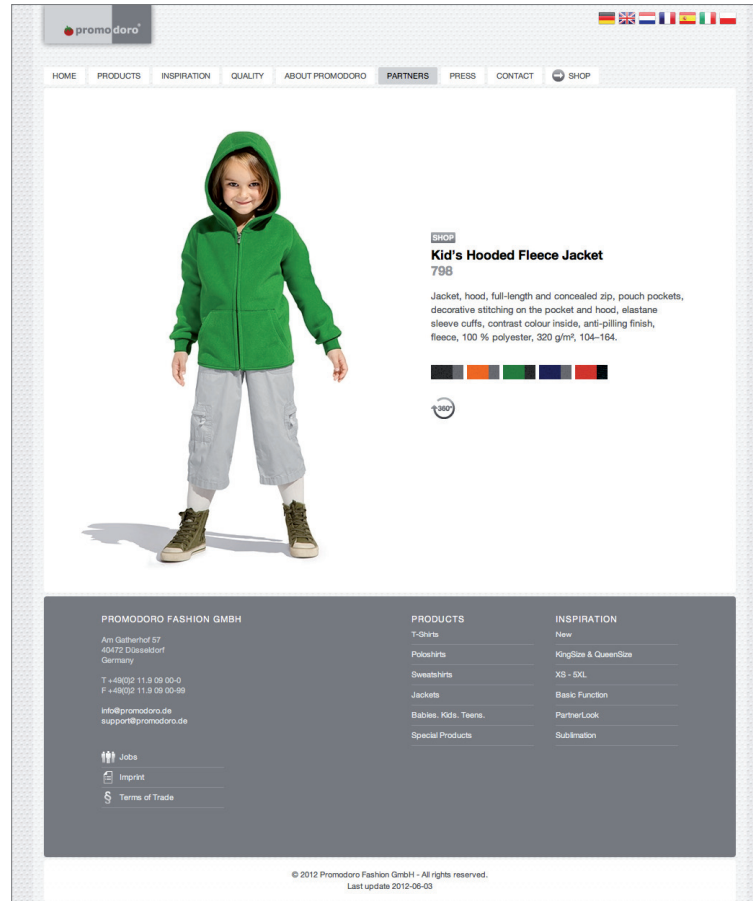 promodoro®
HOME PRODUCTS INSPIRATION QUALITY ABOUT PROMODORO PARTNERS PRESS CONTACT SHOP
SHOP
Kid's Hooded Fleece Jacket
798
Jacket, hood, full-length and concealed zip, pouch pockets,
decorative stitching on the pocket and hood, elastane
sleeve cuffs, contrast colour inside, anti-pilling finish,
fleece, 100 % polyester, 320 g/m², 104–164.
360°
PROMODORO FASHION GMBH
Am Gatherhof 57
40472 Düsseldorf
Germany
T +49(0)2 11.9 09 00-0
F +49(0)2 11.9 09 00-99
info@promodoro.de
support@promodoro.de
Jobs
Imprint
§ Terms of Trade
PRODUCTS
T-Shirts
Poloshirts
Sweatshirts
Jackets
Babies. Kids. Teens.
Special Products
INSPIRATION
New
KingSize & QueenSize
XS - 5XL
Basic Function
PartnerLook
Sublimation
© 2012 Promodoro Fashion GmbH - All rights reserved.
Last update 2012-06-03